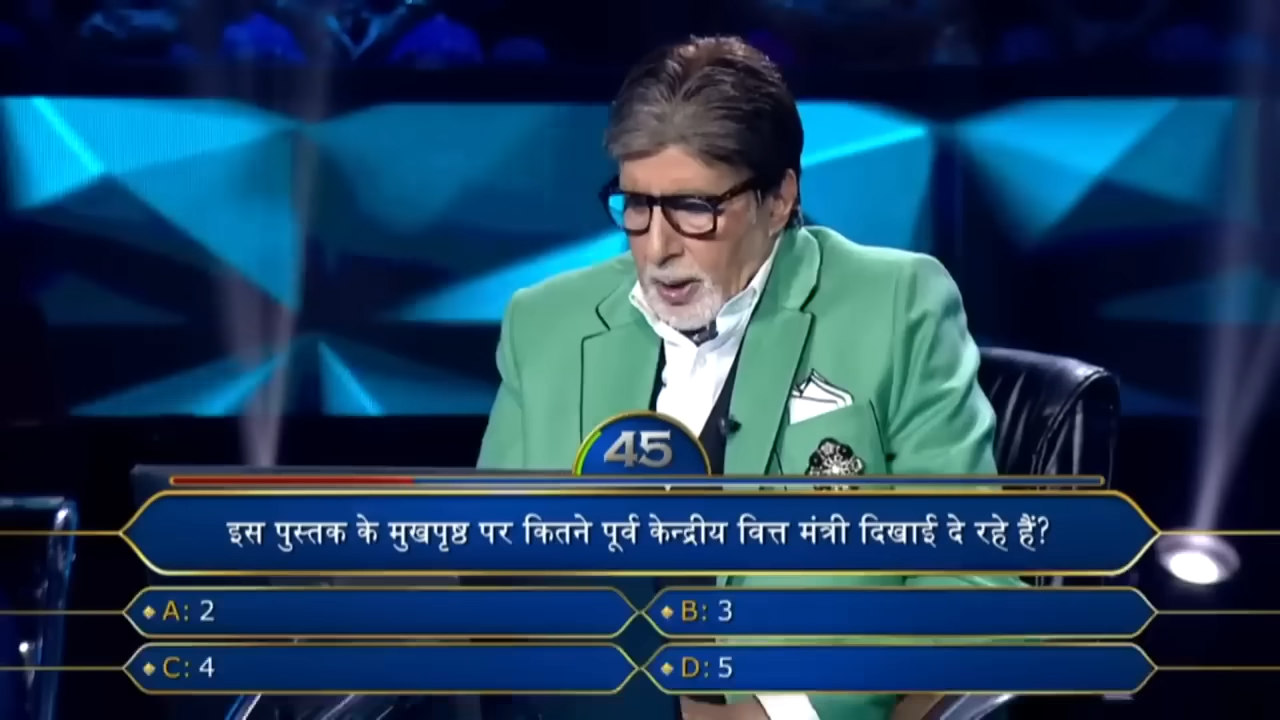 45
इस पुस्तक के मुखपृष्ठ पर कितने पूर्व केन्द्रीय वित्त मंत्री दिखाई दे रहे हैं?
A: 2
B: 3
C: 4
D: 5